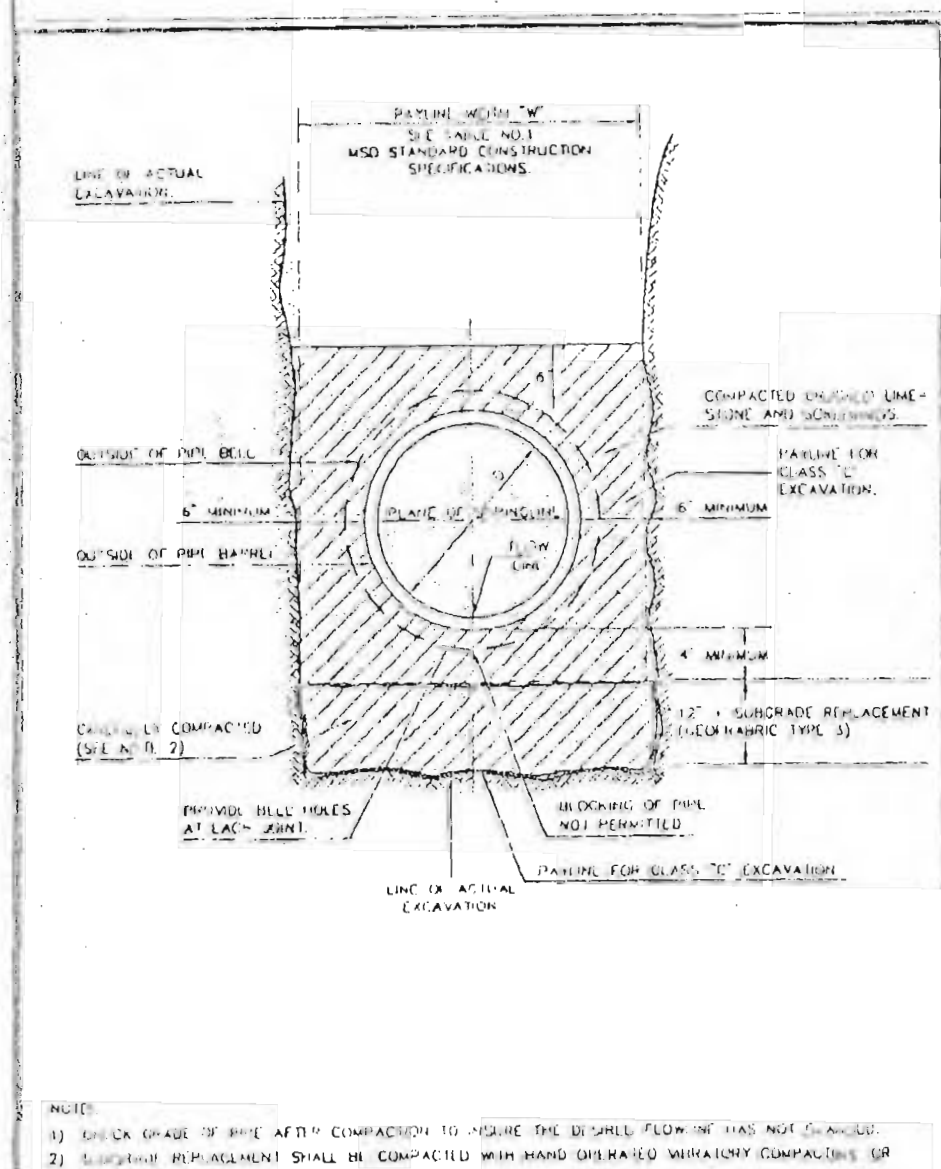 PAYLINE WIDTH "W"
SEE TABLE NO.1
MSD STANDARD CONSTRUCTION
SPECIFICATIONS.
LINE OF ACTUAL
EXCAVATION.
6"
COMPACTED CRUSHED LIME-
STONE AND SCREENINGS.
OUTSIDE OF PIPE BELL
PAYLINE FOR
CLASS "C"
EXCAVATION.
6" MINIMUM
PLANE OF SPRINGLINE
6" MINIMUM
D
OUTSIDE OF PIPE BARREL
FLOW
LINE
4" MINIMUM
COMPACTED
(SEE NOTE 2)
12" + SUBGRADE REPLACEMENT
(GEOFABRIC TYPE 3)
PROVIDE BELL HOLES
AT EACH JOINT.
BLOCKING OF PIPE
NOT PERMITTED
PAYLINE FOR CLASS "C" EXCAVATION
LINE OF ACTUAL
EXCAVATION
NOTE:
1) CHECK GRADE OF PIPE AFTER COMPACTION TO INSURE THE DESIRED FLOWLINE HAS NOT CHANGED.
2) SUBGRADE REPLACEMENT SHALL BE COMPACTED WITH HAND OPERATED VIBRATORY COMPACTORS OR